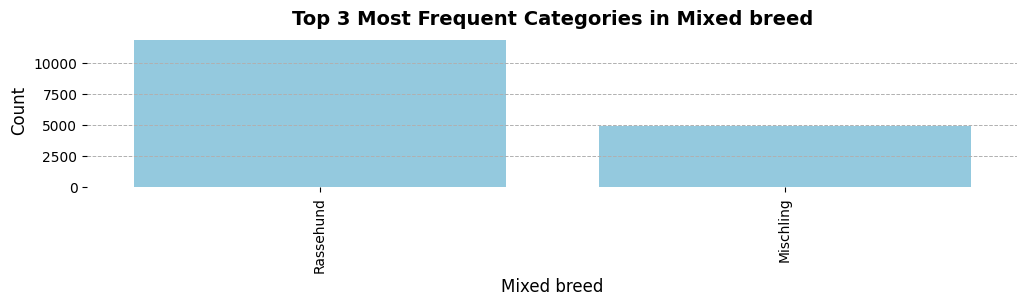 Top 3 Most Frequent Categories in Mixed breed
Count
10000
7500
5000
2500
0
Rassehund
Mischling
Mixed breed